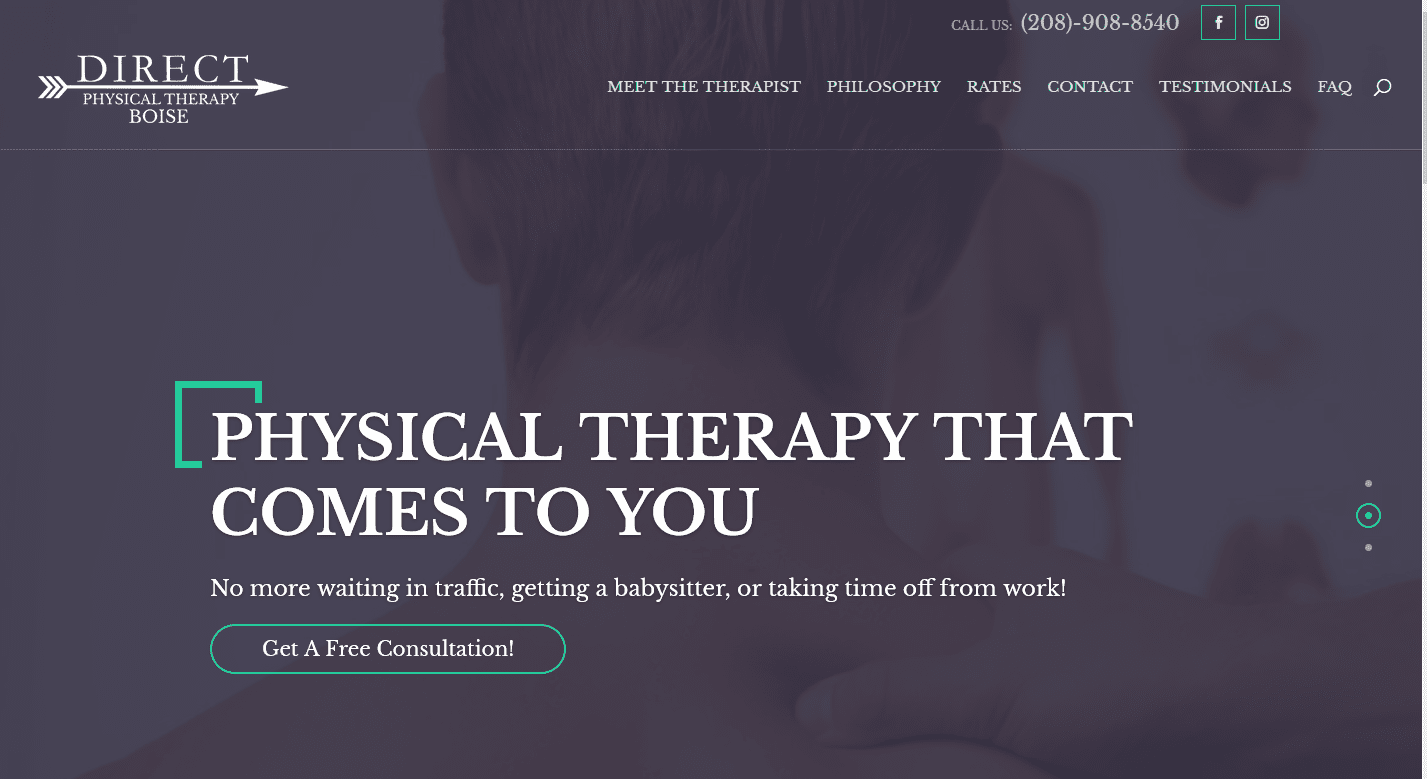 CALL US: (208)-908-8540
DIRECT
PHYSICAL THERAPY
BOISE
MEET THE THERAPIST PHILOSOPHY RATES CONTACT TESTIMONIALS FAQ
PHYSICAL THERAPY THAT
COMES TO YOU
No more waiting in traffic, getting a babysitter, or taking time off from work!
Get A Free Consultation!